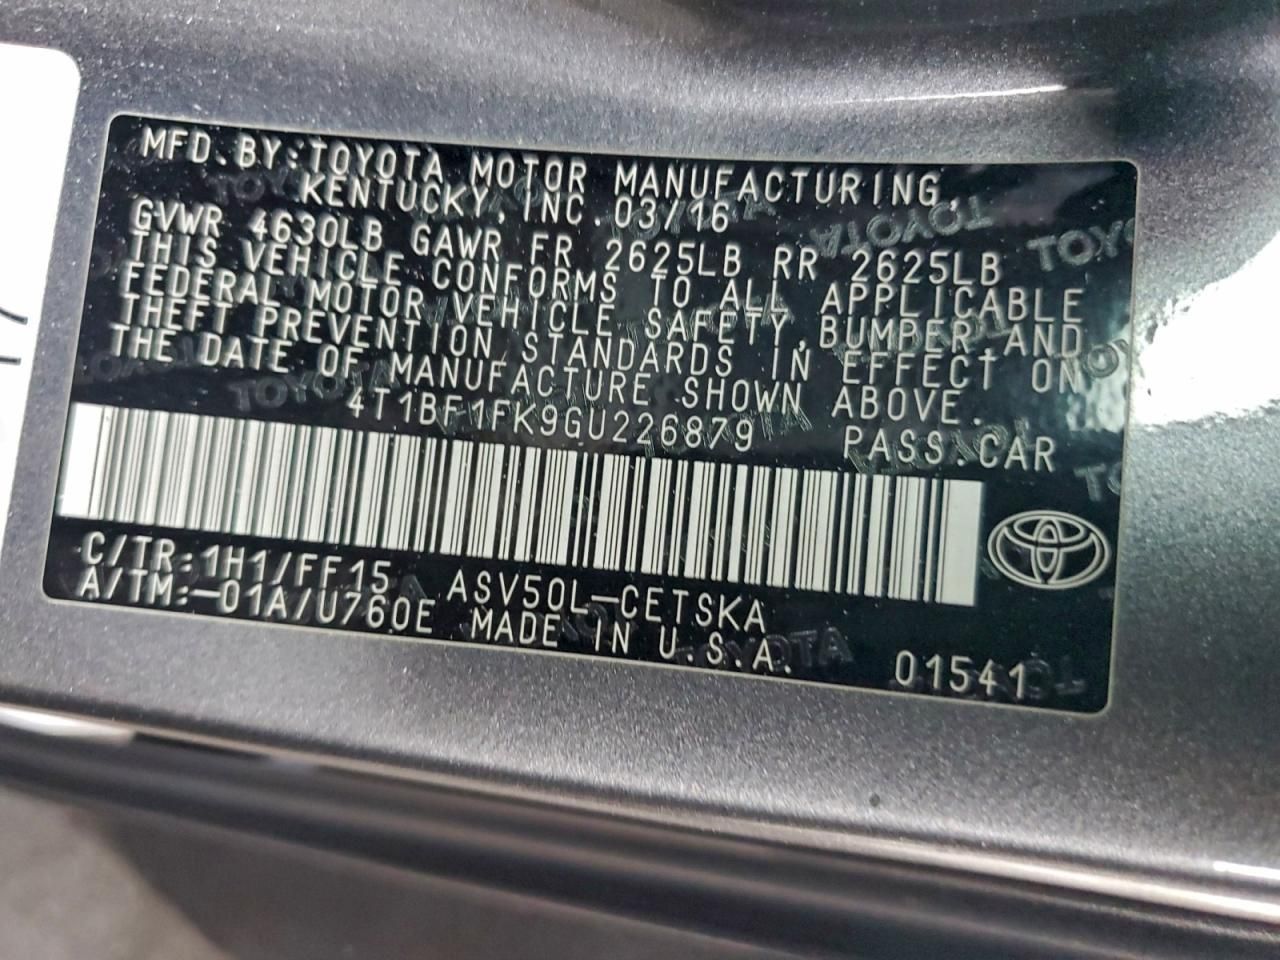 MFD. BY: TOYOTA MOTOR MANUFACTURING,
KENTUCKY, INC. 03/16
GVWR 4630LB GAWR FR 2625LB RR 2625LB
THIS VEHICLE CONFORMS TO ALL APPLICABLE
FEDERAL MOTOR VEHICLE SAFETY, BUMPER AND
THEFT PREVENTION STANDARDS IN EFFECT ON
THE DATE OF MANUFACTURE SHOWN ABOVE.
4T1BF1FK9GU226879 PASS.CAR
C/TR: 1H1/FF15 ASV50L-CETSKA
A/TM: -01A/U760E MADE IN U.S.A.
01541